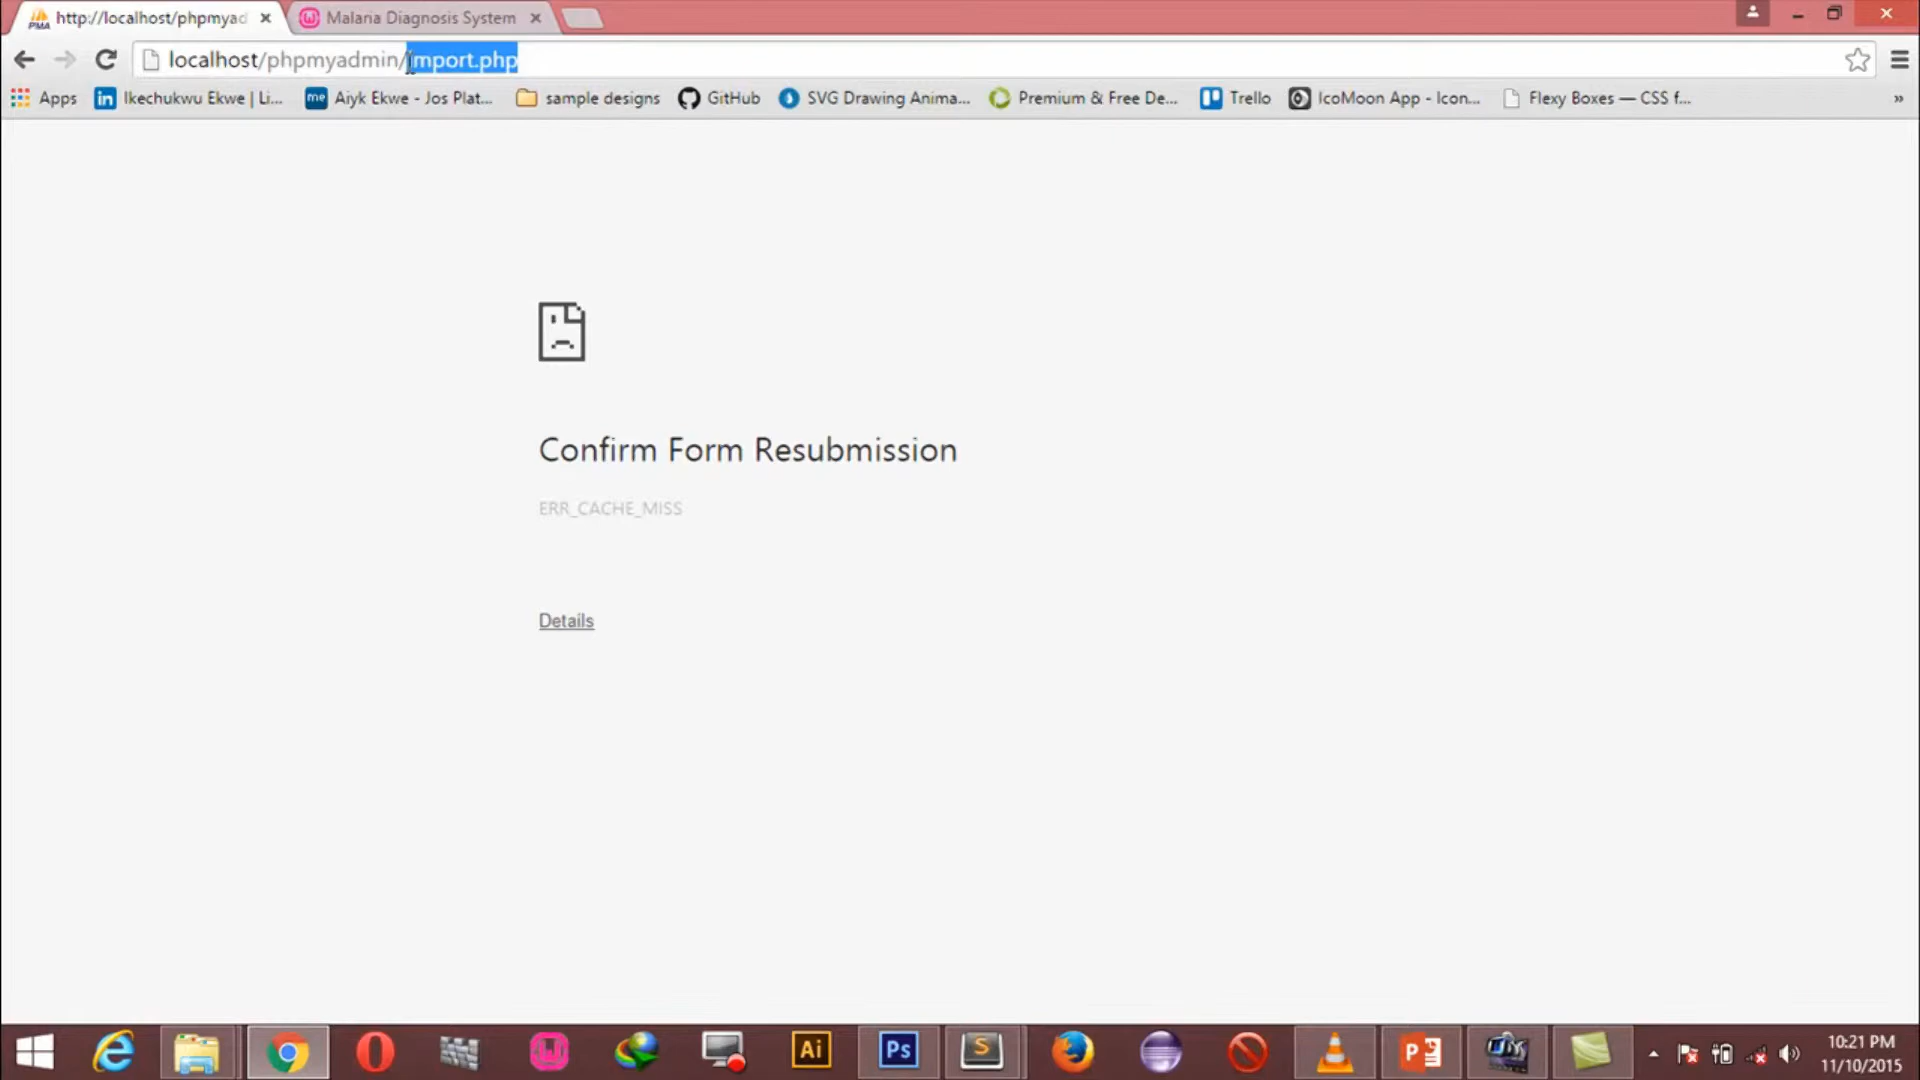 http://localhost/phpmyad
Malaria Diagnosis System
localhost/phpmyadmin/import.php
Apps
in
Ikechukwu Ekwe | Li...
me
Aiyk Ekwe - Jos Plat...
sample designs
GitHub
SVG Drawing Anima...
Premium & Free De...
Trello
IcoMoon App - Icon...
Flexy Boxes — CSS f...
»
Confirm Form Resubmission
ERR_CACHE_MISS
Details
Ai
Ps
S
P
10:21 PM
11/10/2015